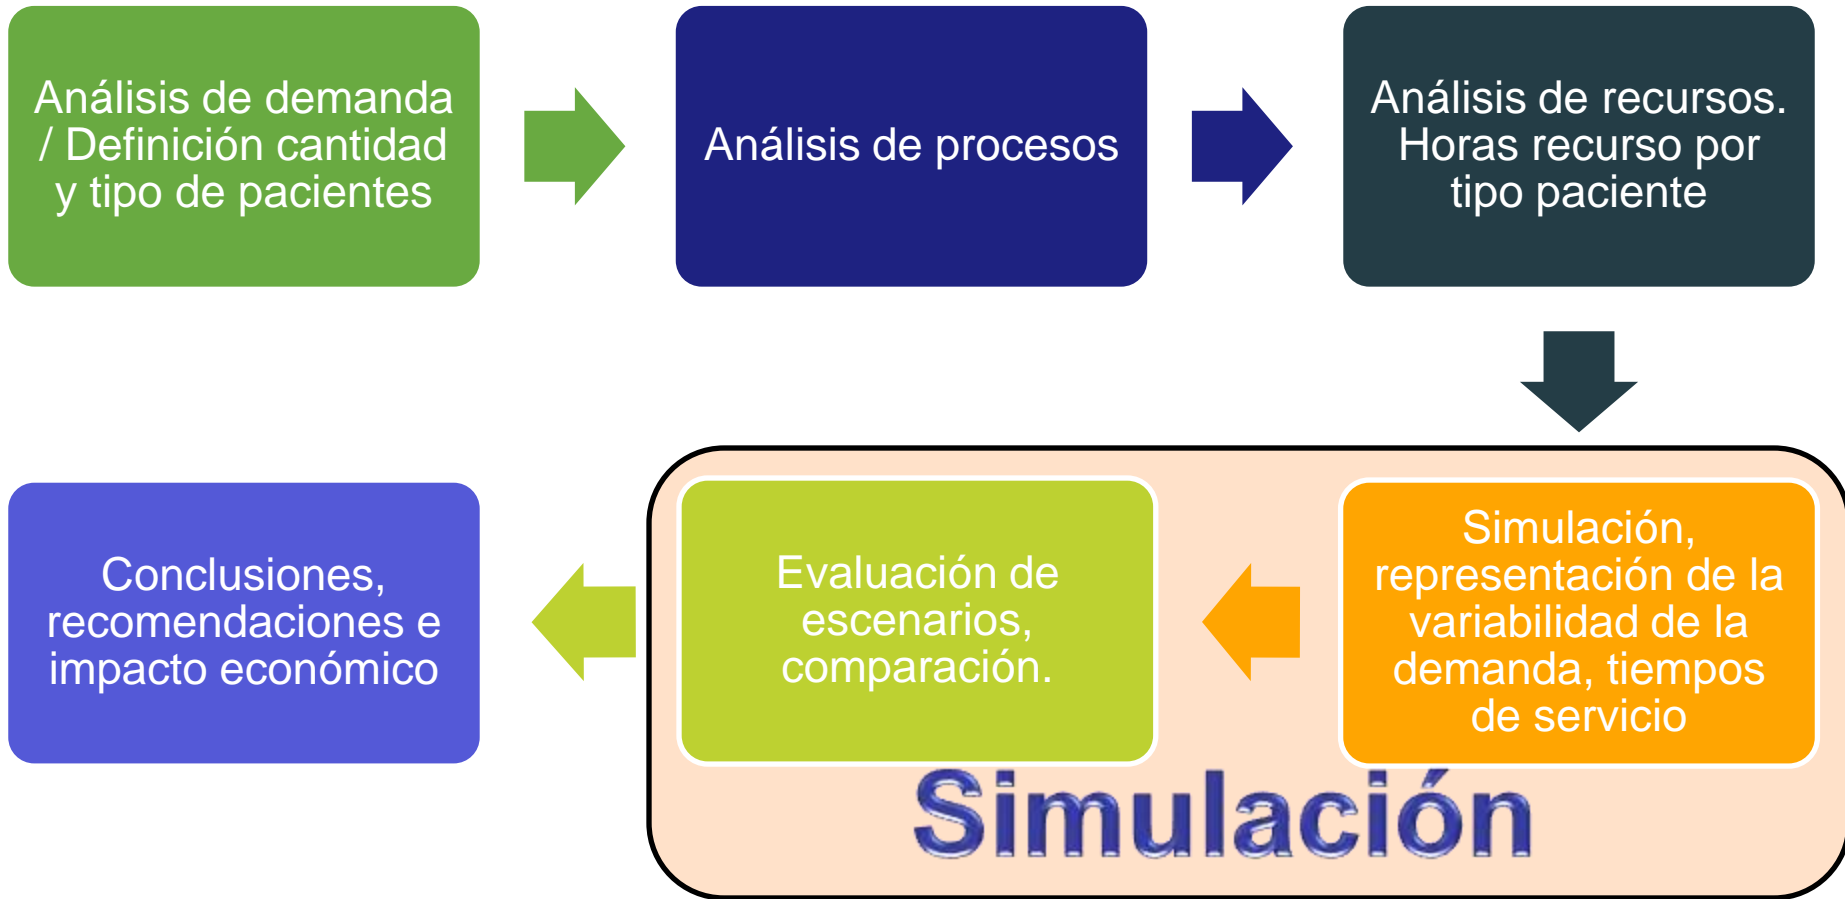 Análisis de demanda
/ Definición cantidad
y tipo de pacientes
Análisis de procesos
Análisis de recursos.
Horas recurso por
tipo paciente
Simulación,
representación de la
variabilidad de la
demanda, tiempos
de servicio
Evaluación de
escenarios,
comparación.
Conclusiones,
recomendaciones e
impacto económico
Simulación